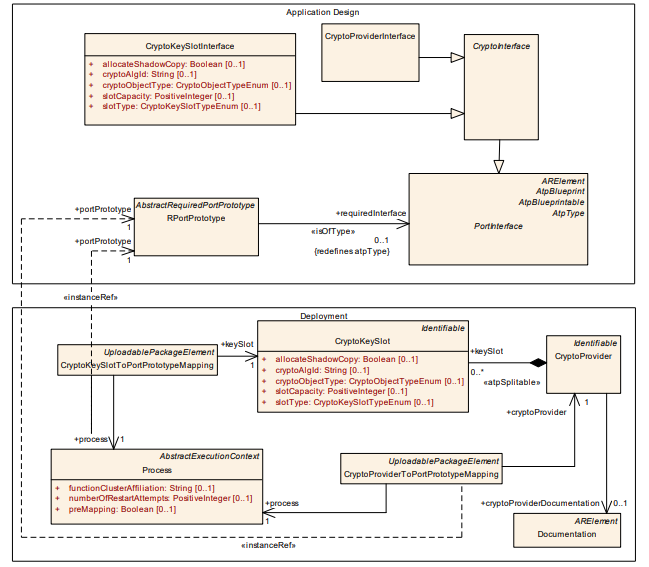 Application Design
CryptoKeySlotInterface
+ allocateShadowCopy: Boolean [0..1]
+ cryptoAlgId: String [0..1]
+ cryptoObjectType: CryptoObjectTypeEnum [0..1]
+ slotCapacity: PositiveInteger [0..1]
+ slotType: CryptoKeySlotTypeEnum [0..1]
CryptoProviderInterface
CryptoInterface
AbstractRequiredPortPrototype
RPortPrototype
+portPrototype
1
+portPrototype
1
+requiredInterface
«isOfType»
0..1
{redefines atpType}
ARElement
AtpBlueprint
AtpBlueprintable
AtpType
PortInterface
«instanceRef»
Deployment
UploadablePackageElement
CryptoKeySlotToPortPrototypeMapping
+keySlot
1
Identifiable
CryptoKeySlot
+ allocateShadowCopy: Boolean [0..1]
+ cryptoAlgId: String [0..1]
+ cryptoObjectType: CryptoObjectTypeEnum [0..1]
+ slotCapacity: PositiveInteger [0..1]
+ slotType: CryptoKeySlotTypeEnum [0..1]
+keySlot
0..*
«atpSplitable»
Identifiable
CryptoProvider
+cryptoProvider
1
+process
1
AbstractExecutionContext
Process
+ functionClusterAffiliation: String [0..1]
+ numberOfRestartAttempts: PositiveInteger [0..1]
+ preMapping: Boolean [0..1]
UploadablePackageElement
CryptoProviderToPortPrototypeMapping
+process
1
+cryptoProviderDocumentation
0..1
ARElement
Documentation
«instanceRef»